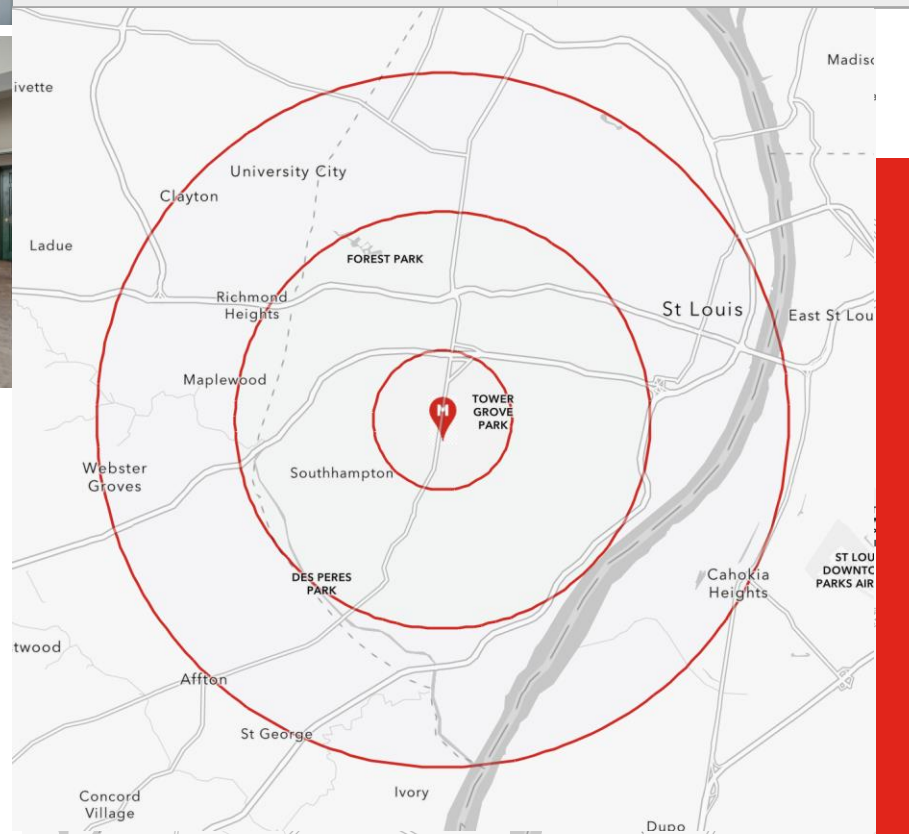 Madisc
ivette
University City
Clayton
Ladue
FOREST PARK
Richmond
Heights
St Louis
East St Lou
Maplewood
TOWER
GROVE
PARK
M
Webster
Groves
Southhampton
ST LOU
DOWNTO
PARKS AIR
DES PERES
PARK
Cahokia
Heights
twood
Affton
St George
Ivory
Concord
Village
Dupo